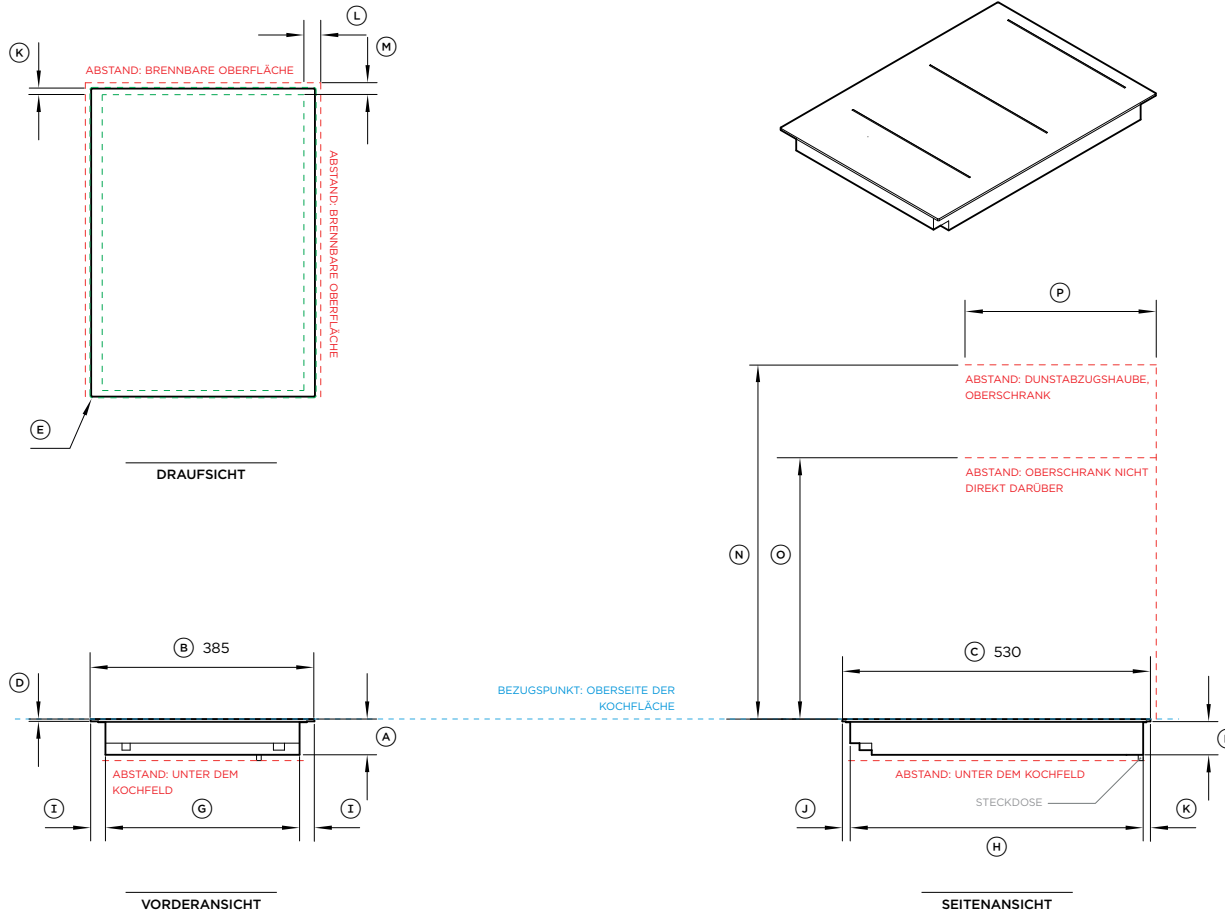 L
K
M
ABSTAND: BRENNBARE OBERFLÄCHE
ABSTAND: BRENNBARE OBERFLÄCHE
E
DRAUFSICHT
P
ABSTAND: DUNSTABZUGSHAUBE,
OBERSCHRANK
ABSTAND: OBERSCHRANK NICHT
DIREKT DARÜBER
N
O
B 385
C 530
D
BEZUGSPUNKT: OBERSEITE DER
KOCHFLÄCHE
A
ABSTAND: UNTER DEM
KOCHFELD
ABSTAND: UNTER DEM KOCHFELD
STECKDOSE
I
G
I
J
K
H
VORDERANSICHT
SEITENANSICHT